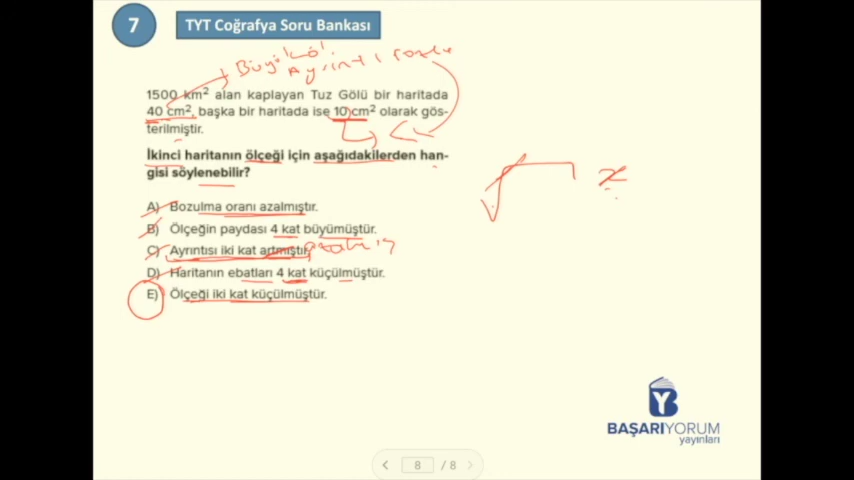 7
TYT Coğrafya Soru Bankası
Büyük öl.
Ayrıntı fazla
1500 km² alan kaplayan Tuz Gölü bir haritada
40 cm², başka bir haritada ise 10 cm² olarak gös-
terilmiştir.
İkinci haritanın ölçeği için aşağıdakilerden han-
gisi söylenebilir?
A) Bozulma oranı azalmıştır.
B) Ölçeğin paydası 4 kat büyümüştür.
C) Ayrıntısı iki kat artmıştır.
D) Haritanın ebatları 4 kat küçülmüştür.
E) Ölçeği iki kat küçülmüştür.
BAŞARIYORUM
yayınları
8 / 8